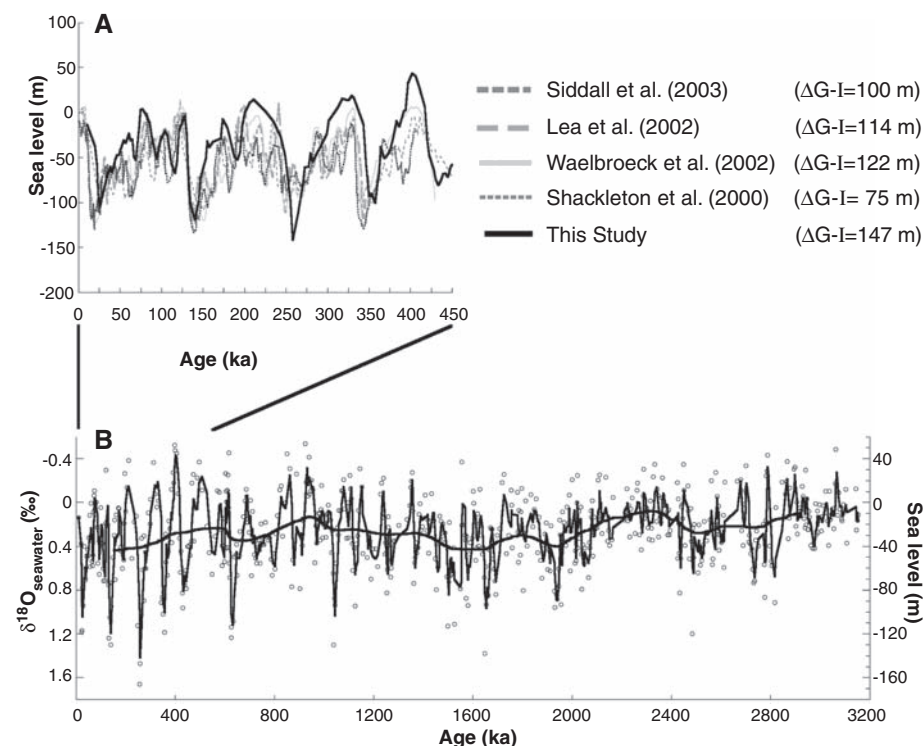 A
100
50
0
-50
-100
-150
-200
Sea level (m)
0 50 100 150 200 250 300 350 400 450
Age (ka)
Siddall et al. (2003) (ΔG-I=100 m)
Lea et al. (2002) (ΔG-I=114 m)
Waelbroeck et al. (2002) (ΔG-I=122 m)
Shackleton et al. (2000) (ΔG-I= 75 m)
This Study (ΔG-I=147 m)
B
-0.4
0
0.4
0.8
1.2
1.6
δ18Oseawater (‰)
40
0
-40
-80
-120
-160
Sea level (m)
0 400 800 1200 1600 2000 2400 2800 3200
Age (ka)